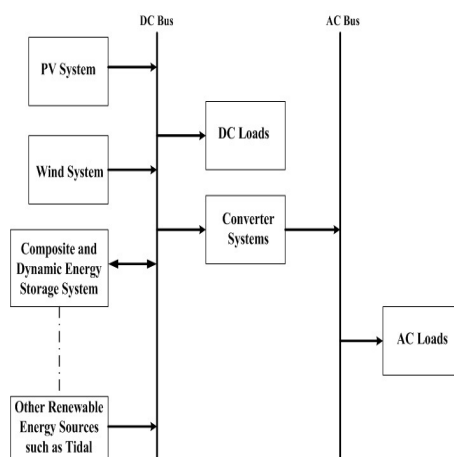 DC Bus
AC Bus
PV System
DC Loads
Wind System
Converter
Systems
Composite and
Dynamic Energy
Storage System
AC Loads
Other Renewable
Energy Sources
such as Tidal